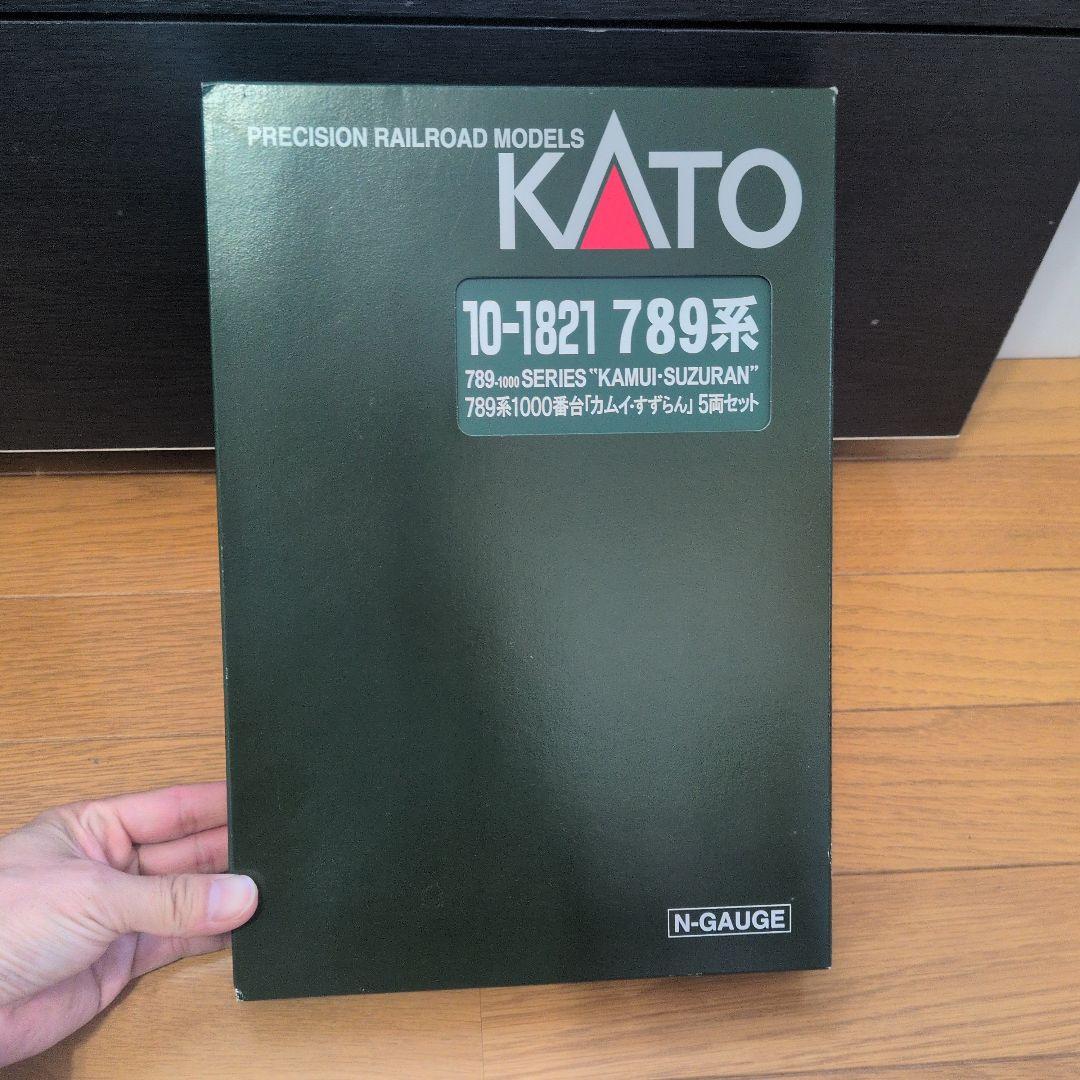 PRECISION RAILROAD MODELS
KATO
10-1821 789系
789-1000 SERIES “KAMUI・SUZURAN”
789系1000番台「カムイ・すずらん」 5両セット
N-GAUGE